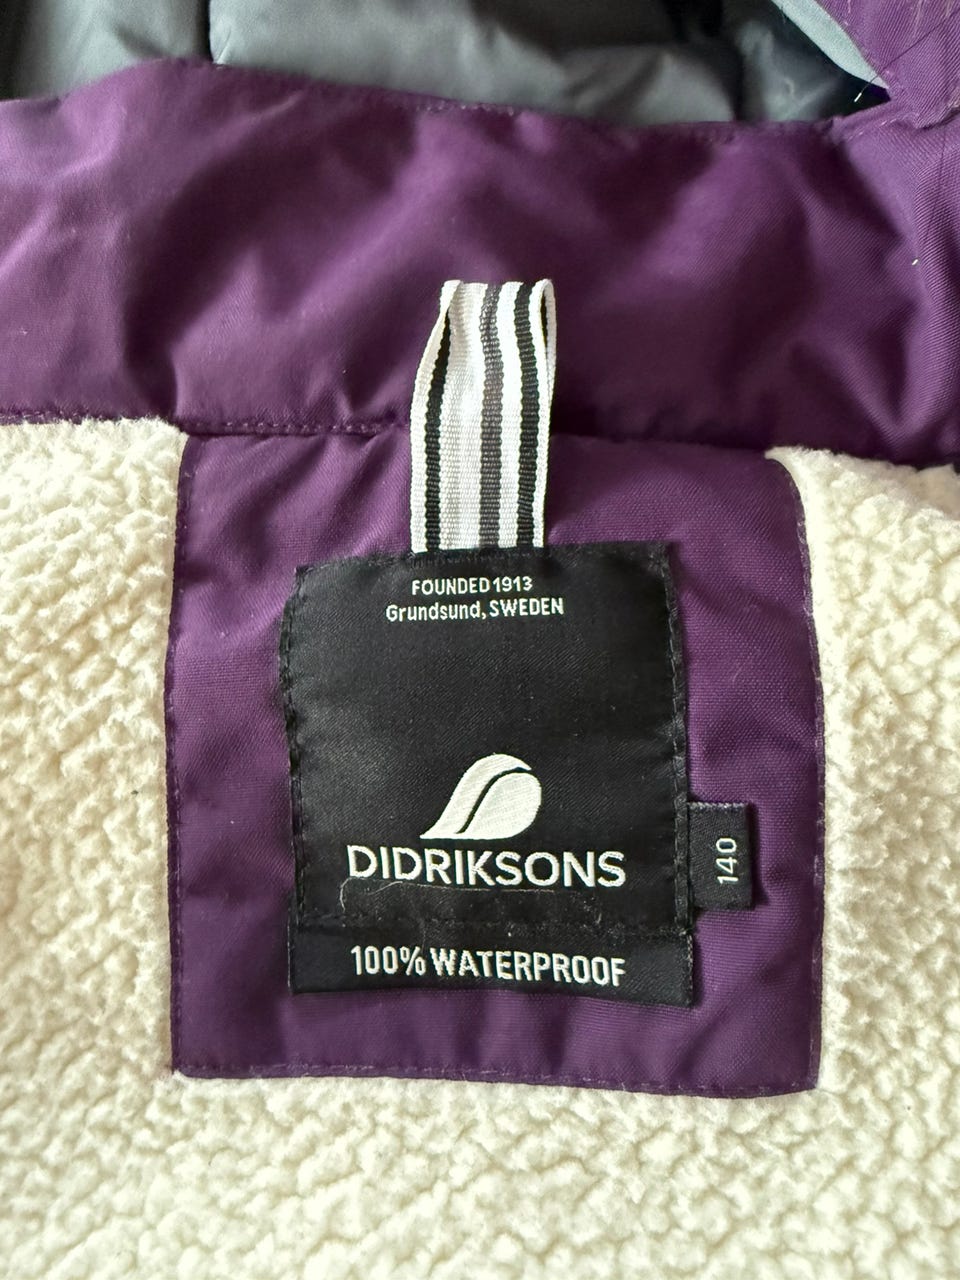 FOUNDED 1913
Grundsund, SWEDEN
DIDRIKSONS
140
100% WATERPROOF